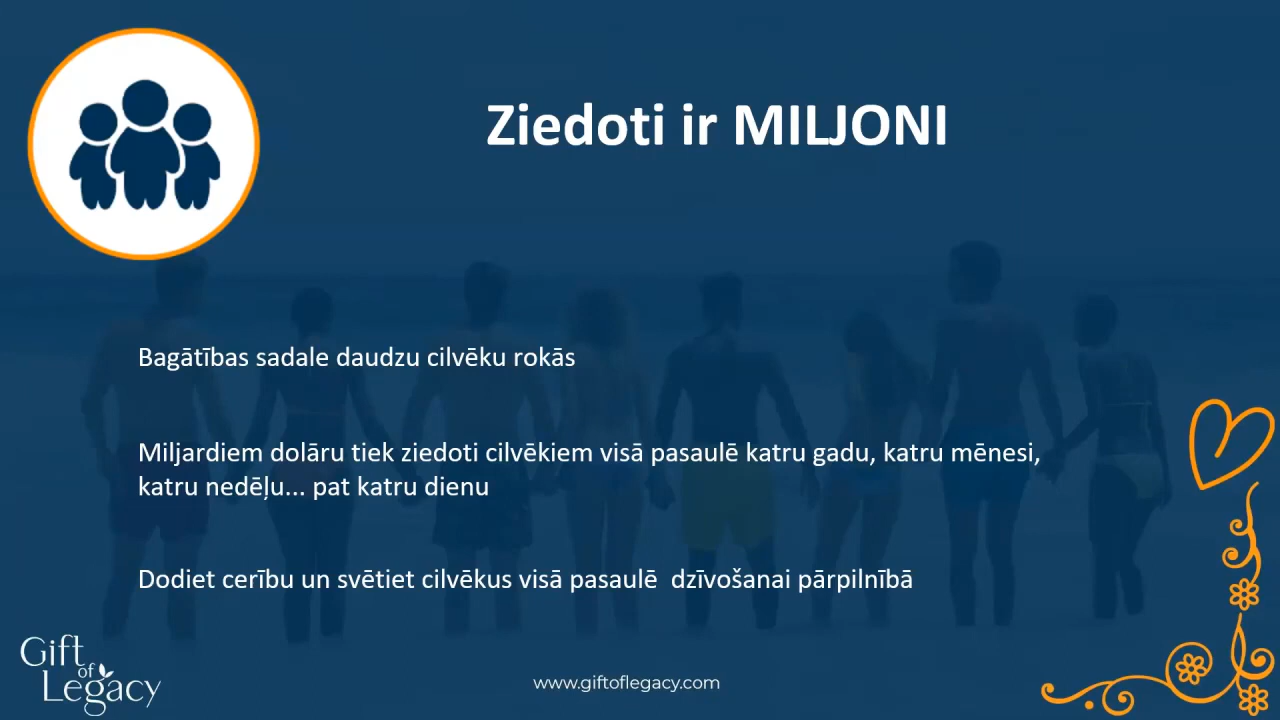 Ziedoti ir MILJONI
Bagātības sadale daudzu cilvēku rokās
Miljardiem dolāru tiek ziedoti cilvēkiem visā pasaulē katru gadu, katru mēnesi,
katru nedēļu... pat katru dienu
Dodiet cerību un svētiet cilvēkus visā pasaulē  dzīvošanai pārpilnībā
Gift
of
Legacy
www.giftoflegacy.com